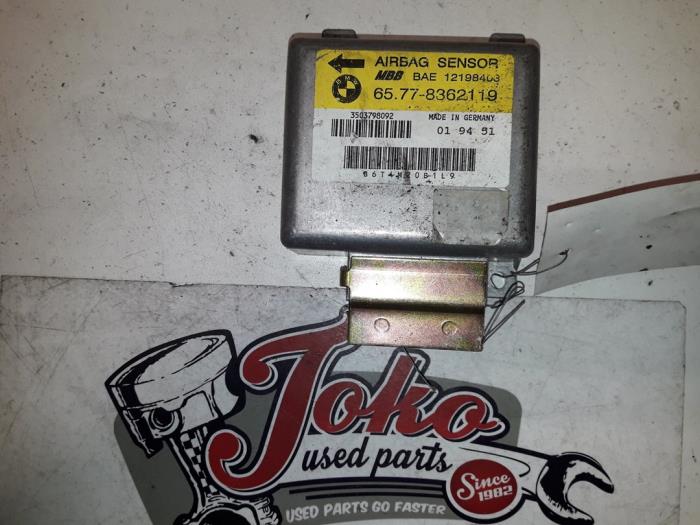 AIRBAG SENSOR
MBB BAE 12198403
BMW
65.77-8362119
3503798092
MADE IN GERMANY
01 94 51
Joko
used parts
Since
1982
USED PARTS GO FASTER